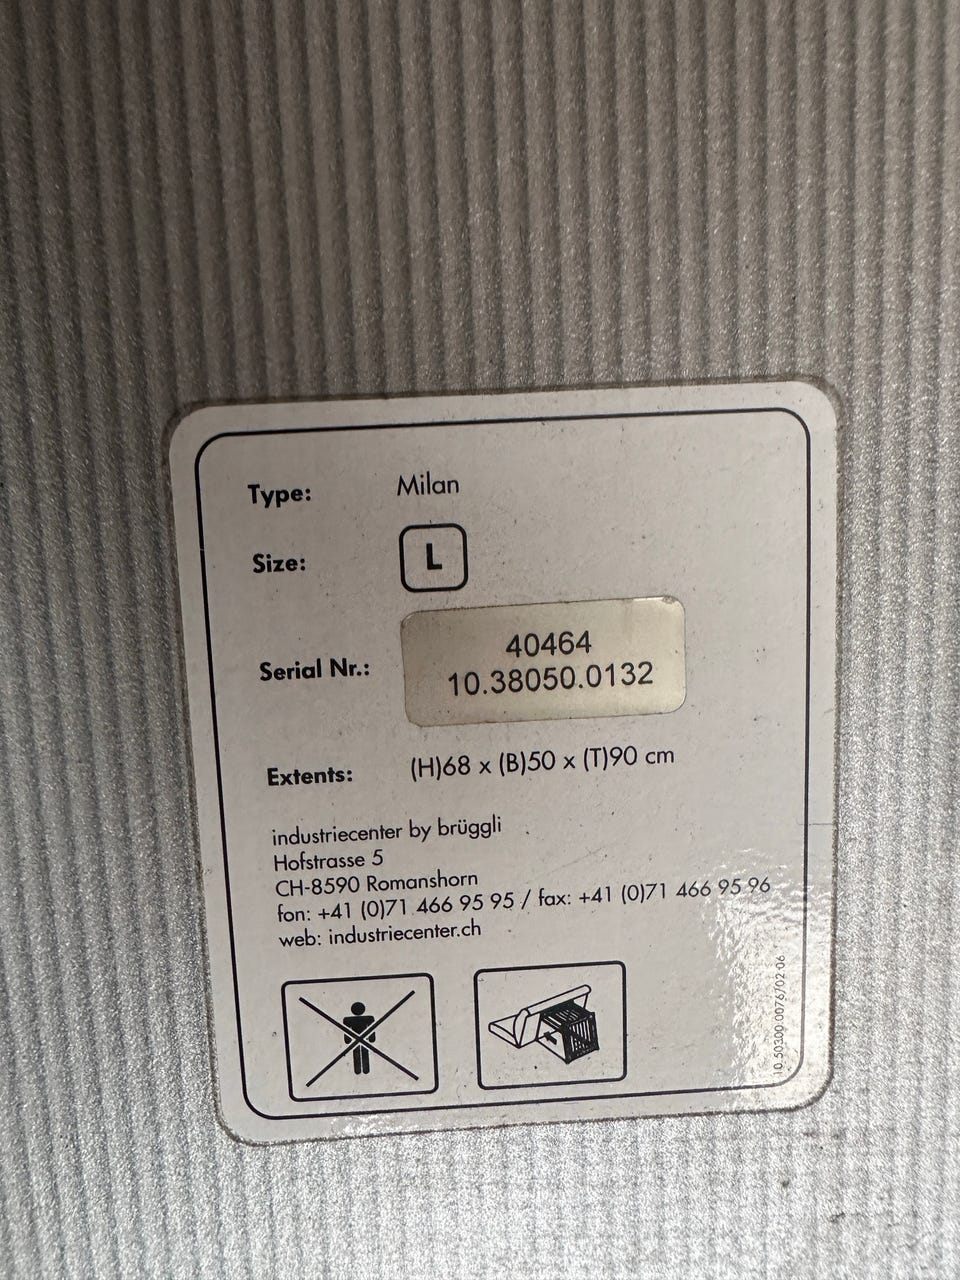 Type: Milan
Size: L
Serial Nr.: 40464
10.38050.0132
Extents: (H)68 x (B)50 x (T)90 cm
industriecenter by brüggli
Hofstrasse 5
CH-8590 Romanshorn
fon: +41 (0)71 466 95 95 / fax: +41 (0)71 466 95 96
web: industriecenter.ch
10.50300.0076/02.06